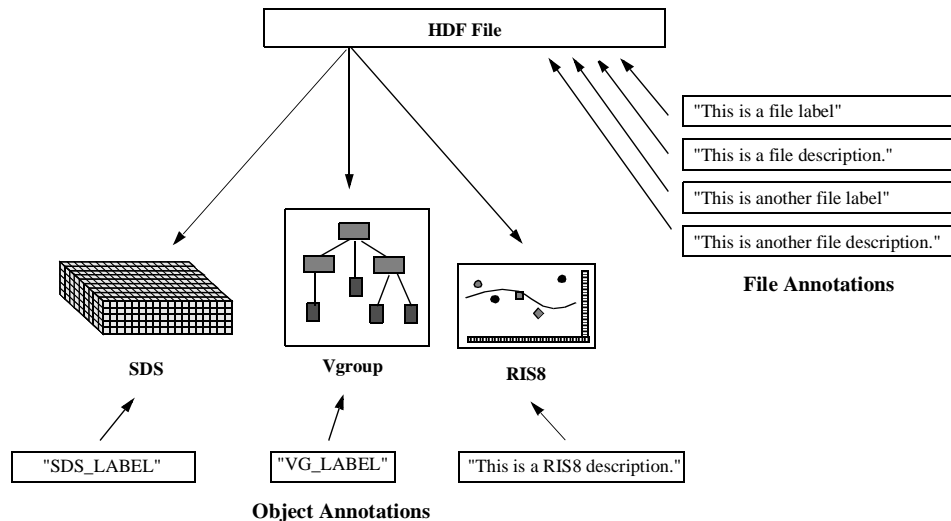 HDF File
"This is a file label"
"This is a file description."
"This is another file label"
"This is another file description."
File Annotations
SDS
Vgroup
RIS8
"SDS_LABEL"
"VG_LABEL"
"This is a RIS8 description."
Object Annotations